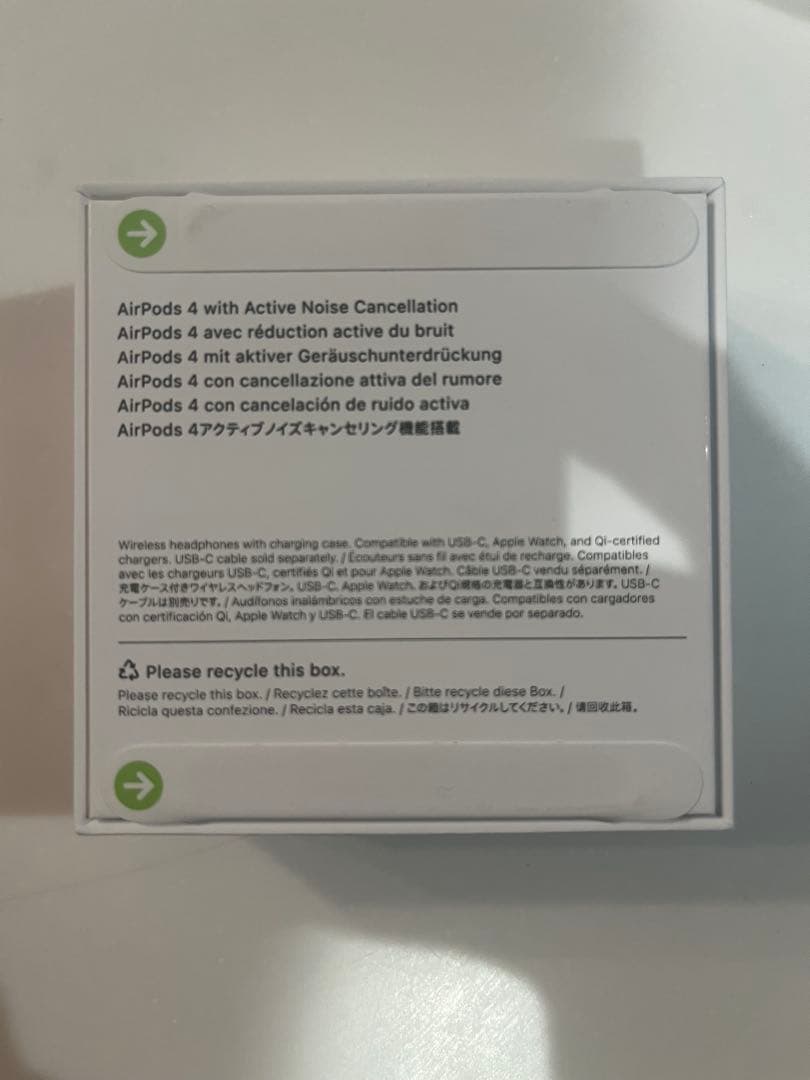 AirPods 4 with Active Noise Cancellation
AirPods 4 avec réduction active du bruit
AirPods 4 mit aktiver Geräuschunterdrückung
AirPods 4 con cancellazione attiva del rumore
AirPods 4 con cancelación de ruido activa
AirPods 4アクティブノイズキャンセリング機能搭載
Wireless headphones with charging case. Compatible with USB-C, Apple Watch, and Qi-certified
chargers. USB-C cable sold separately. / Écouteurs sans fil avec étui de recharge. Compatibles
avec les chargeurs USB-C, certifiés Qi et pour Apple Watch. Câble USB-C vendu séparément. /
充電ケース付きワイヤレスヘッドフォン。USB-C、Apple Watch、およびQi規格の充電器と互換性があります。USB-C
ケーブルは別売りです。/ Audífonos inalámbricos con estuche de carga. Compatibles con cargadores
con certificación Qi, Apple Watch y USB-C. El cable USB-C se vende por separado.
Please recycle this box.
Please recycle this box. / Recyclez cette boîte. / Bitte recycle diese Box. /
Ricicla questa confezione. / Recicla esta caja. / この箱はリサイクルしてください。/ 请回收此箱。